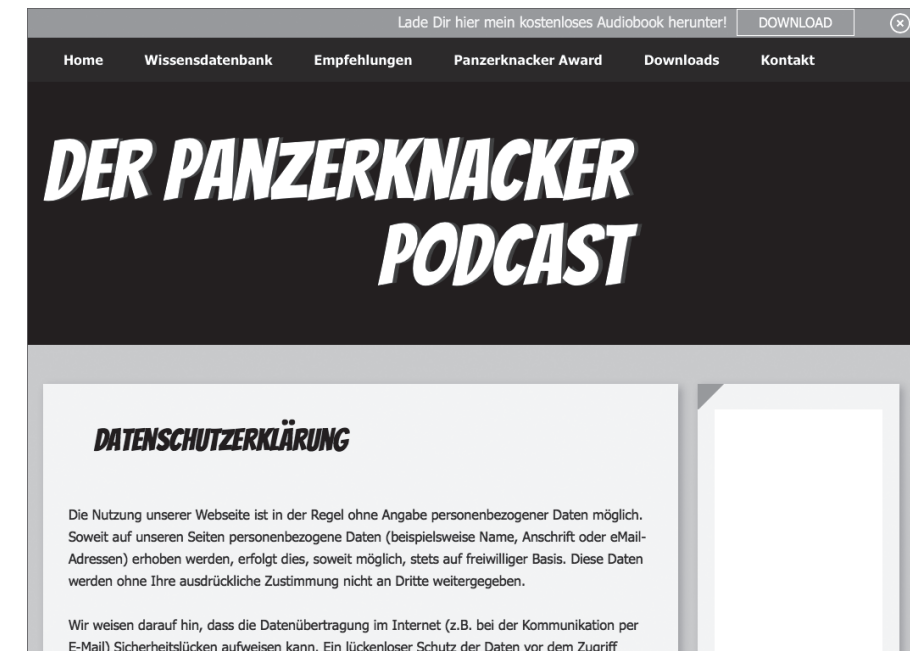 Lade Dir hier mein kostenloses Audiobook herunter! DOWNLOAD
Home Wissensdatenbank Empfehlungen Panzerknacker Award Downloads Kontakt
DER PANZERKNACKER
PODCAST
DATENSCHUTZERKLÄRUNG
Die Nutzung unserer Webseite ist in der Regel ohne Angabe personenbezogener Daten möglich.
Soweit auf unseren Seiten personenbezogene Daten (beispielsweise Name, Anschrift oder eMail-
Adressen) erhoben werden, erfolgt dies, soweit möglich, stets auf freiwilliger Basis. Diese Daten
werden ohne Ihre ausdrückliche Zustimmung nicht an Dritte weitergegeben.
Wir weisen darauf hin, dass die Datenübertragung im Internet (z.B. bei der Kommunikation per
E-Mail) Sicherheitslücken aufweisen kann. Ein lückenloser Schutz der Daten vor dem Zugriff